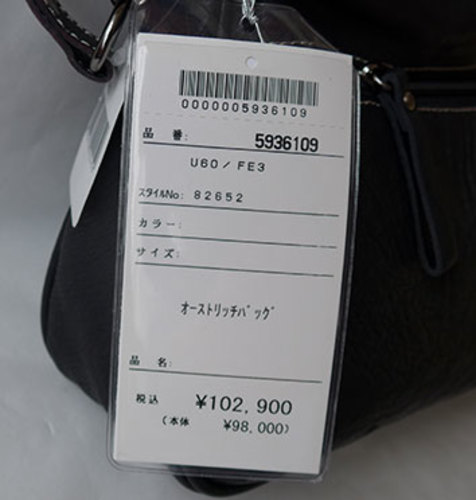 0000005936109
品 番: 5936109
U60/FE3
スタイルNo: 82652
カラー:
サイズ:
オーストリッチバッグ
品 名:
税込 ¥102,900
(本体 ¥98,000)